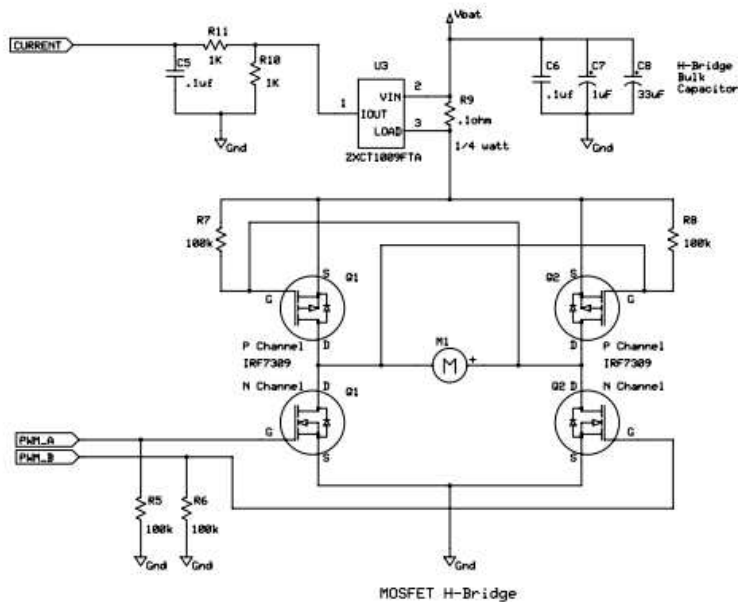 Vbat
CURRENT
R11
1K
C5
.1uf
R10
1K
Gnd
U3
1
2
3
VIN
IOUT
LOAD
ZXCT1009FTA
R9
.1ohm
1/4 watt
C6
.1uf
C7
1uF
C8
33uF
Gnd
H-Bridge
Bulk
Capacitor
R7
100k
R8
100k
S
Q1
G
D
P Channel
IRF7309
Q2
S
G
D
P Channel
IRF7309
M1
M
+
N Channel
D
Q1
G
S
Q2
D
N Channel
G
S
PWM_A
PWM_B
R5
100k
R6
100k
Gnd
Gnd
Gnd
MOSFET H-Bridge